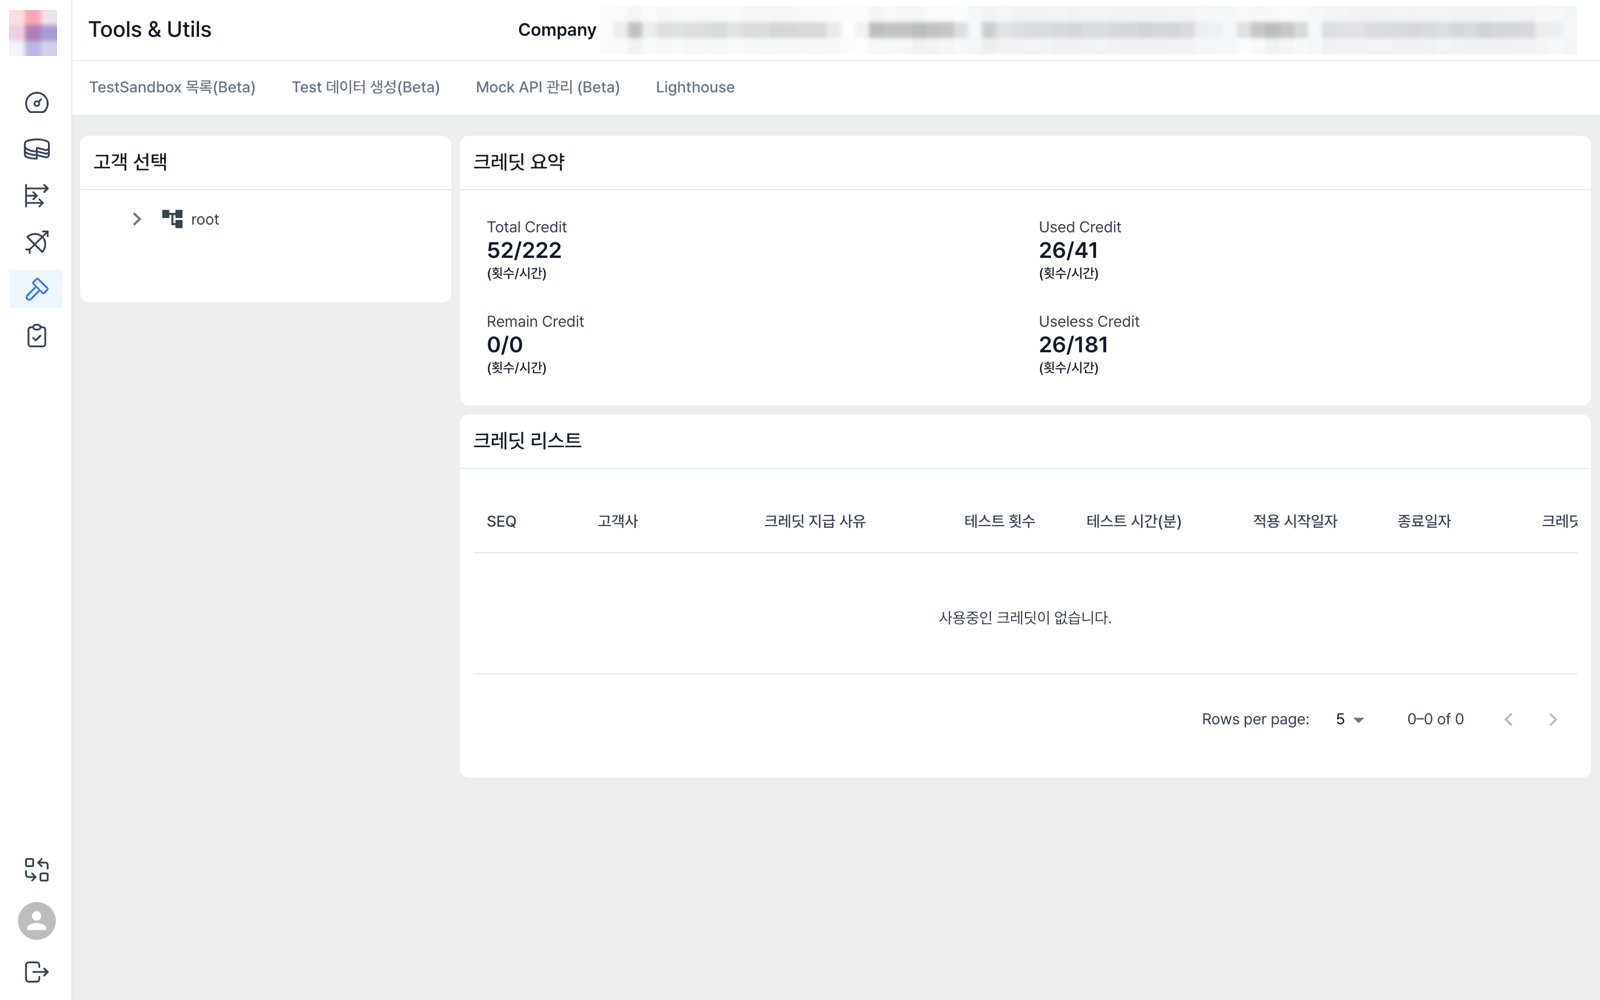 Tools & Utils
Company
TestSandbox 목록(Beta)
Test 데이터 생성(Beta)
Mock API 관리 (Beta)
Lighthouse
고객 선택
root
크레딧 요약
Total Credit
52/222
(횟수/시간)
Used Credit
26/41
(횟수/시간)
Remain Credit
0/0
(횟수/시간)
Useless Credit
26/181
(횟수/시간)
크레딧 리스트
SEQ 고객사 크레딧 지급 사유 테스트 횟수 테스트 시간(분) 적용 시작일자 종료일자 크레딧
사용중인 크레딧이 없습니다.
Rows per page: 5 0–0 of 0